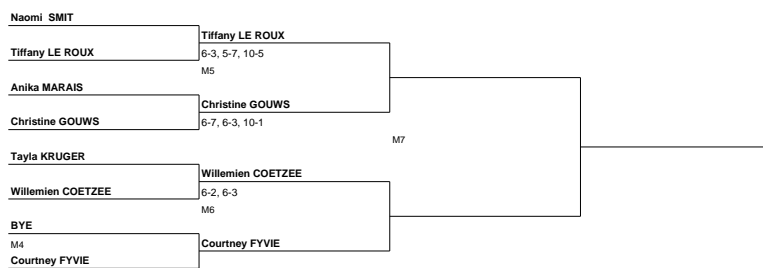 Naomi  SMIT
Tiffany LE ROUX
Tiffany LE ROUX
6-3, 5-7, 10-5
M5
Anika MARAIS
Christine GOUWS
Christine GOUWS
6-7, 6-3, 10-1
M7
Tayla KRUGER
Willemien COETZEE
Willemien COETZEE
6-2, 6-3
M6
BYE
M4
Courtney FYVIE
Courtney FYVIE